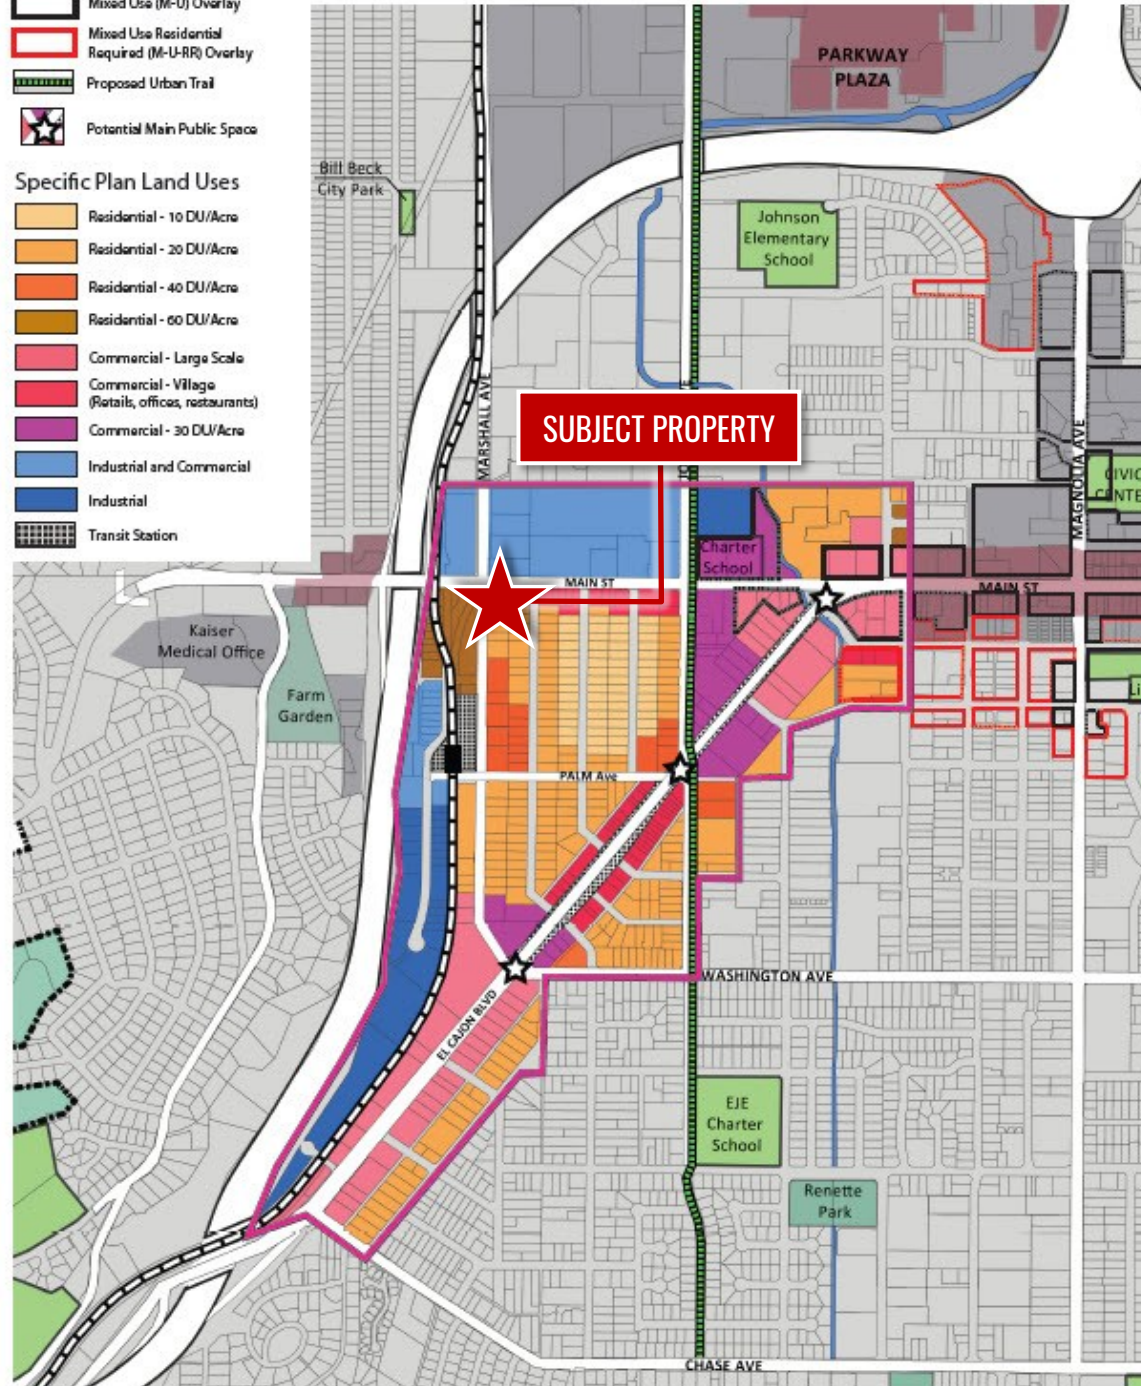 Mixed Use (M-U) Overlay
Mixed Use Residential
Required (M-U-RR) Overlay
Proposed Urban Trail
Potential Main Public Space
Specific Plan Land Uses
Residential - 10 DU/Acre
Residential - 20 DU/Acre
Residential - 40 DU/Acre
Residential - 60 DU/Acre
Commercial - Large Scale
Commercial - Village
(Retails, offices, restaurants)
Commercial - 30 DU/Acre
Industrial and Commercial
Industrial
Transit Station
PARKWAY
PLAZA
Bill Beck
City Park
Johnson
Elementary
School
MARSHALL AVE
SUBJECT PROPERTY
MAGNOLIA AVE
CIVIC
CENTE
Charter
School
MAIN ST
MAIN ST
Kaiser
Medical Office
Farm
Garden
Li
PALM Ave
WASHINGTON AVE
EL CAJON BLVD
EJE
Charter
School
Renette
Park
CHASE AVE